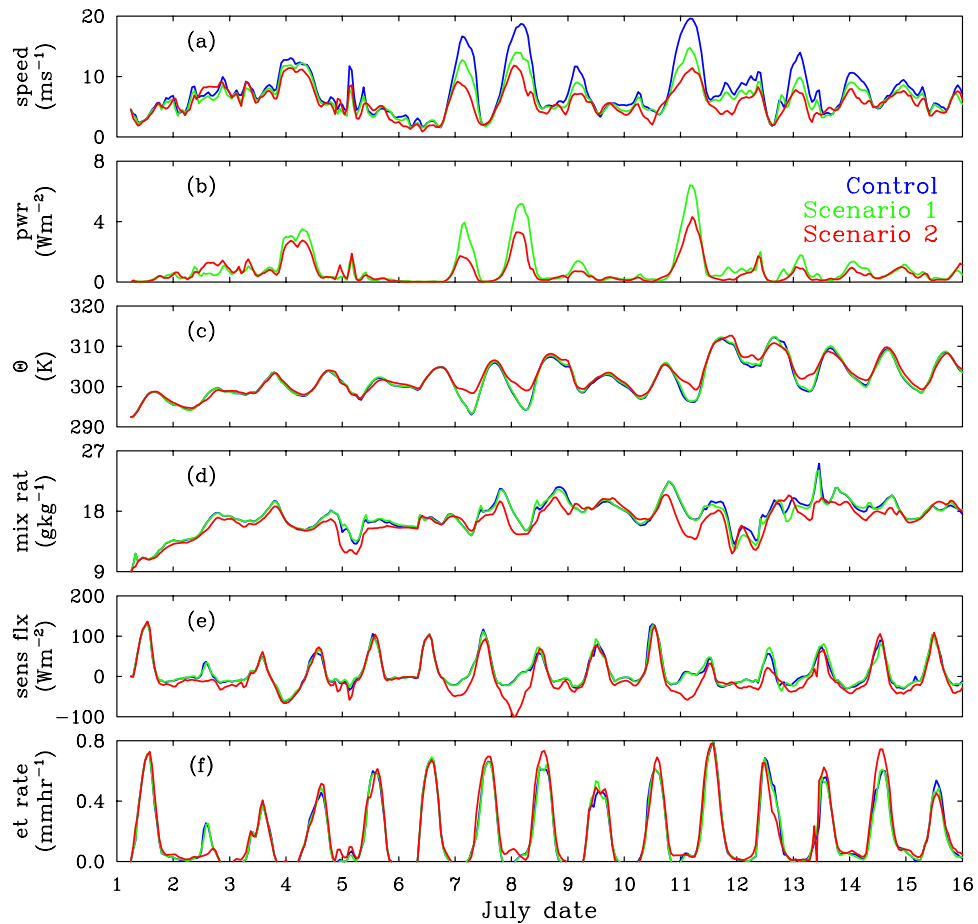 20
10
0
speed
(ms⁻¹)
(a)
8
4
0
pwr
(Wm⁻²)
(b)
Control
Scenario 1
Scenario 2
320
310
300
290
Θ
(K)
(c)
27
18
9
mix rat
(gkg⁻¹)
(d)
200
100
0
−100
sens flx
(Wm⁻²)
(e)
0.8
0.4
0.0
et rate
(mmhr⁻¹)
(f)
1 2 3 4 5 6 7 8 9 10 11 12 13 14 15 16
July date